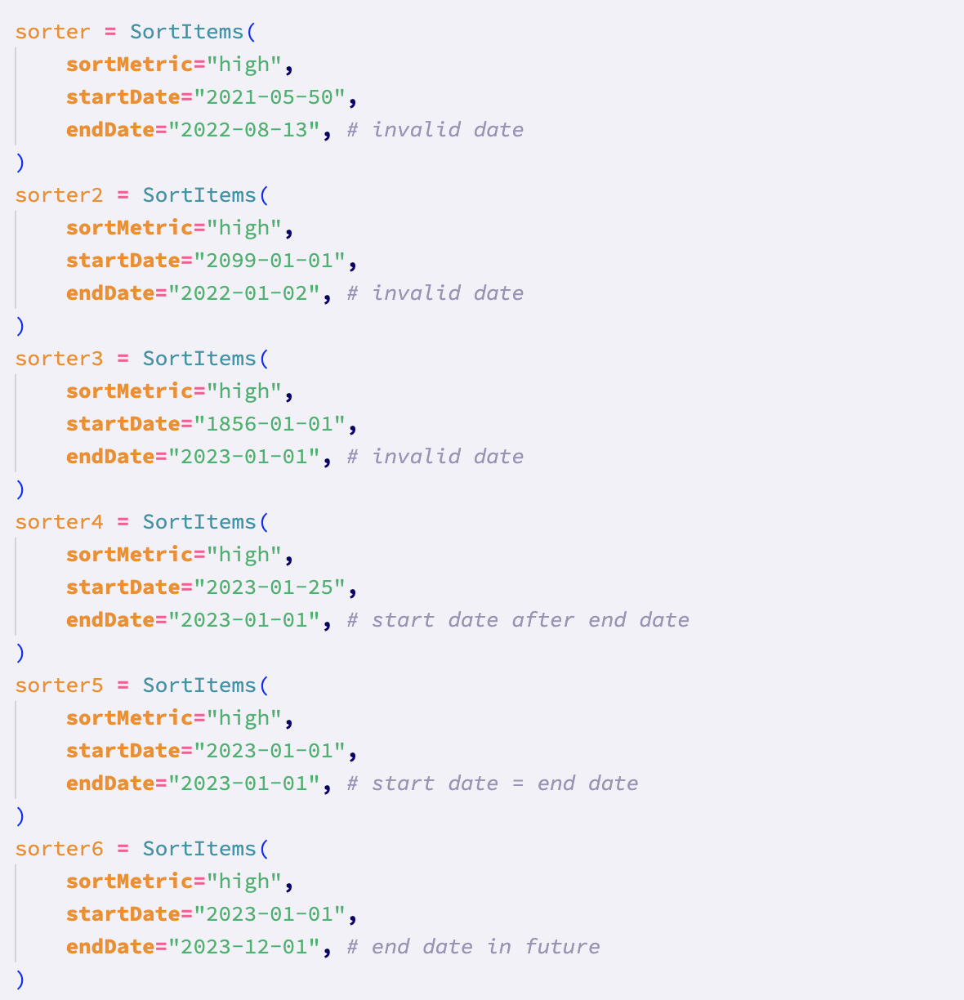 sorter = SortItems(
    sortMetric="high",
    startDate="2021-05-50",
    endDate="2022-08-13", # invalid date
)
sorter2 = SortItems(
    sortMetric="high",
    startDate="2099-01-01",
    endDate="2022-01-02", # invalid date
)
sorter3 = SortItems(
    sortMetric="high",
    startDate="1856-01-01",
    endDate="2023-01-01", # invalid date
)
sorter4 = SortItems(
    sortMetric="high",
    startDate="2023-01-25",
    endDate="2023-01-01", # start date after end date
)
sorter5 = SortItems(
    sortMetric="high",
    startDate="2023-01-01",
    endDate="2023-01-01", # start date = end date
)
sorter6 = SortItems(
    sortMetric="high",
    startDate="2023-01-01",
    endDate="2023-12-01", # end date in future
)